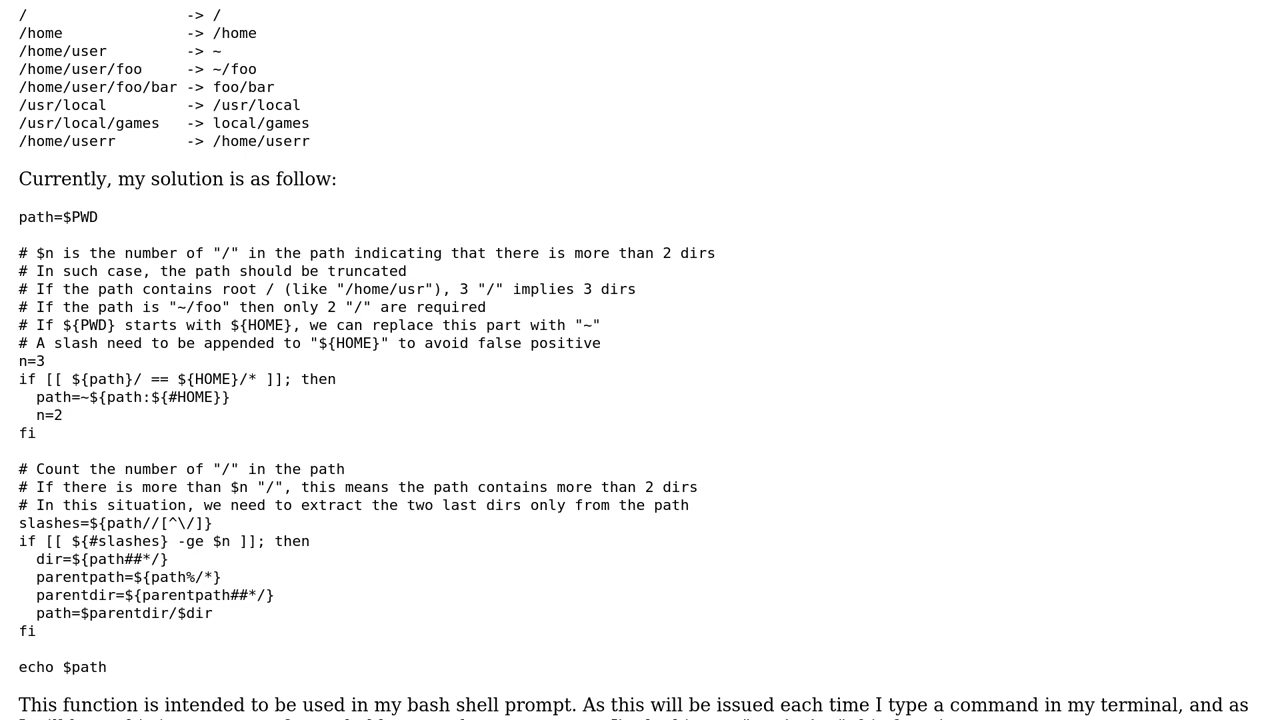 /                  -> /
/home              -> /home
/home/user         -> ~
/home/user/foo     -> ~/foo
/home/user/foo/bar -> foo/bar
/usr/local         -> /usr/local
/usr/local/games   -> local/games
/home/userr        -> /home/userr
Currently, my solution is as follow:
path=$PWD
# $n is the number of "/" in the path indicating that there is more than 2 dirs
# In such case, the path should be truncated
# If the path contains root / (like "/home/usr"), 3 "/" implies 3 dirs
# If the path is "~/foo" then only 2 "/" are required
# If ${PWD} starts with ${HOME}, we can replace this part with "~"
# A slash need to be appended to "${HOME}" to avoid false positive
n=3
if [[ ${path}/ == ${HOME}/* ]]; then
  path=~${path:${#HOME}}
  n=2
fi
# Count the number of "/" in the path
# If there is more than $n "/", this means the path contains more than 2 dirs
# In this situation, we need to extract the two last dirs only from the path
slashes=${path//[^\/]}
if [[ ${#slashes} -ge $n ]]; then
  dir=${path##*/}
  parentpath=${path%/*}
  parentdir=${parentpath##*/}
  path=$parentdir/$dir
fi
echo $path
This function is intended to be used in my bash shell prompt. As this will be issued each time I type a command in my terminal, and as